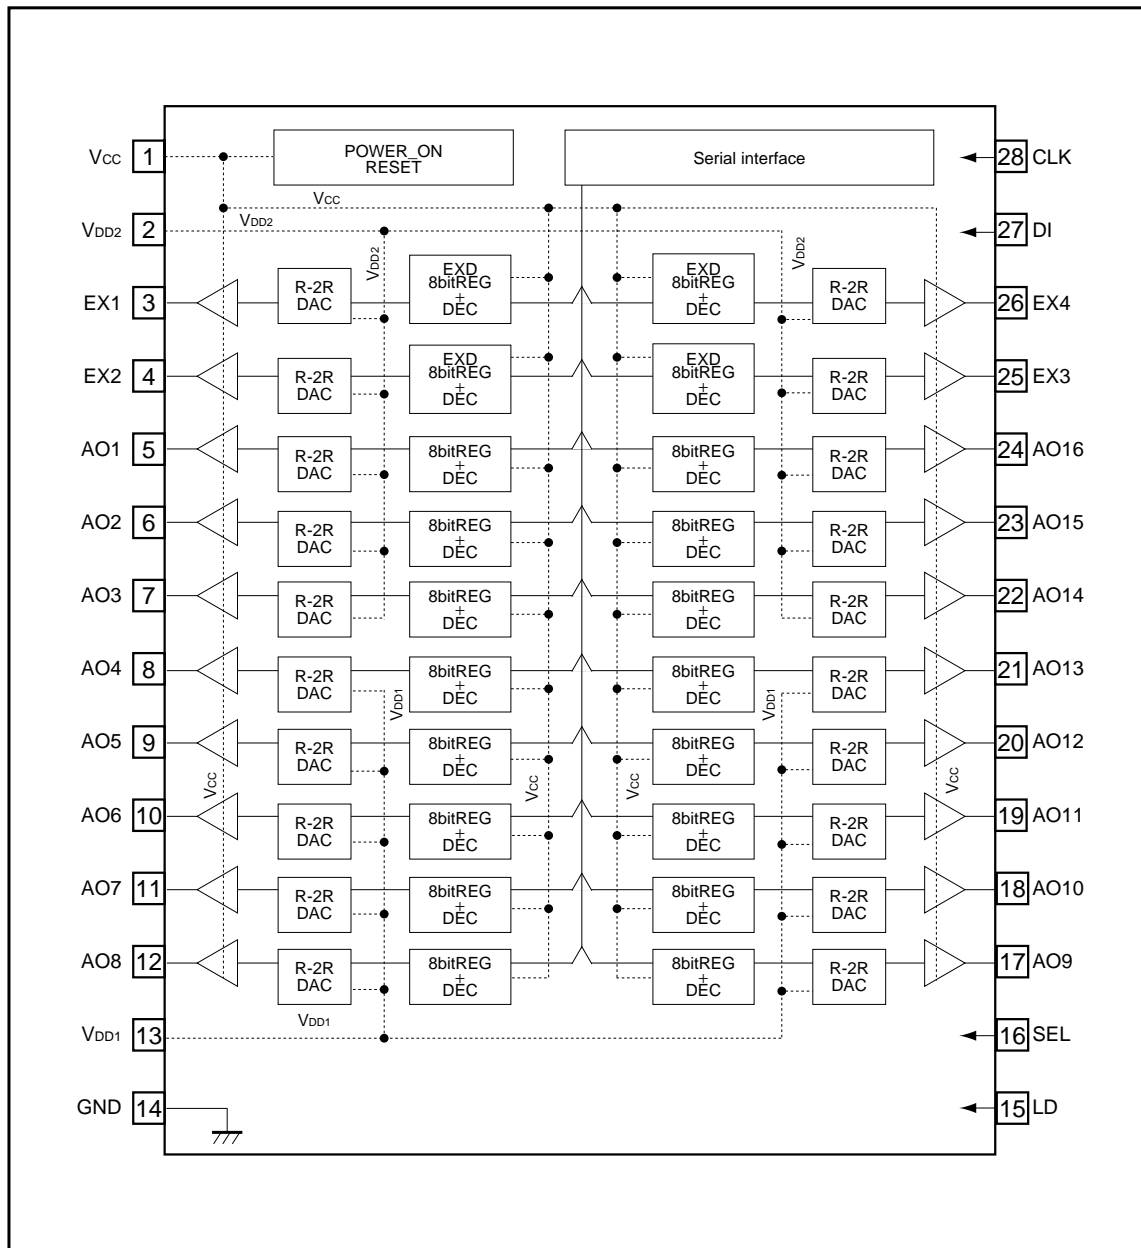 POWER_ON
RESET
Serial interface
VCC 1
28 CLK
VCC
VDD2 2
VDD2
27 DI
VDD2
VDD2
EX1 3
R-2R
DAC
EXD
8bitREG
+
DEC
EXD
8bitREG
+
DEC
R-2R
DAC
26 EX4
EX2 4
R-2R
DAC
EXD
8bitREG
+
DEC
EXD
8bitREG
+
DEC
R-2R
DAC
25 EX3
AO1 5
R-2R
DAC
8bitREG
+
DEC
8bitREG
+
DEC
R-2R
DAC
24 AO16
AO2 6
R-2R
DAC
8bitREG
+
DEC
8bitREG
+
DEC
R-2R
DAC
23 AO15
AO3 7
R-2R
DAC
8bitREG
+
DEC
8bitREG
+
DEC
R-2R
DAC
22 AO14
AO4 8
R-2R
DAC
VDD1
8bitREG
+
DEC
8bitREG
+
DEC
VDD1
R-2R
DAC
21 AO13
AO5 9
R-2R
DAC
8bitREG
+
DEC
8bitREG
+
DEC
R-2R
DAC
20 AO12
VCC
VCC
VCC
VCC
AO6 10
R-2R
DAC
8bitREG
+
DEC
8bitREG
+
DEC
R-2R
DAC
19 AO11
AO7 11
R-2R
DAC
8bitREG
+
DEC
8bitREG
+
DEC
R-2R
DAC
18 AO10
AO8 12
R-2R
DAC
8bitREG
+
DEC
8bitREG
+
DEC
R-2R
DAC
17 AO9
VDD1 13
VDD1
16 SEL
GND 14
15 LD